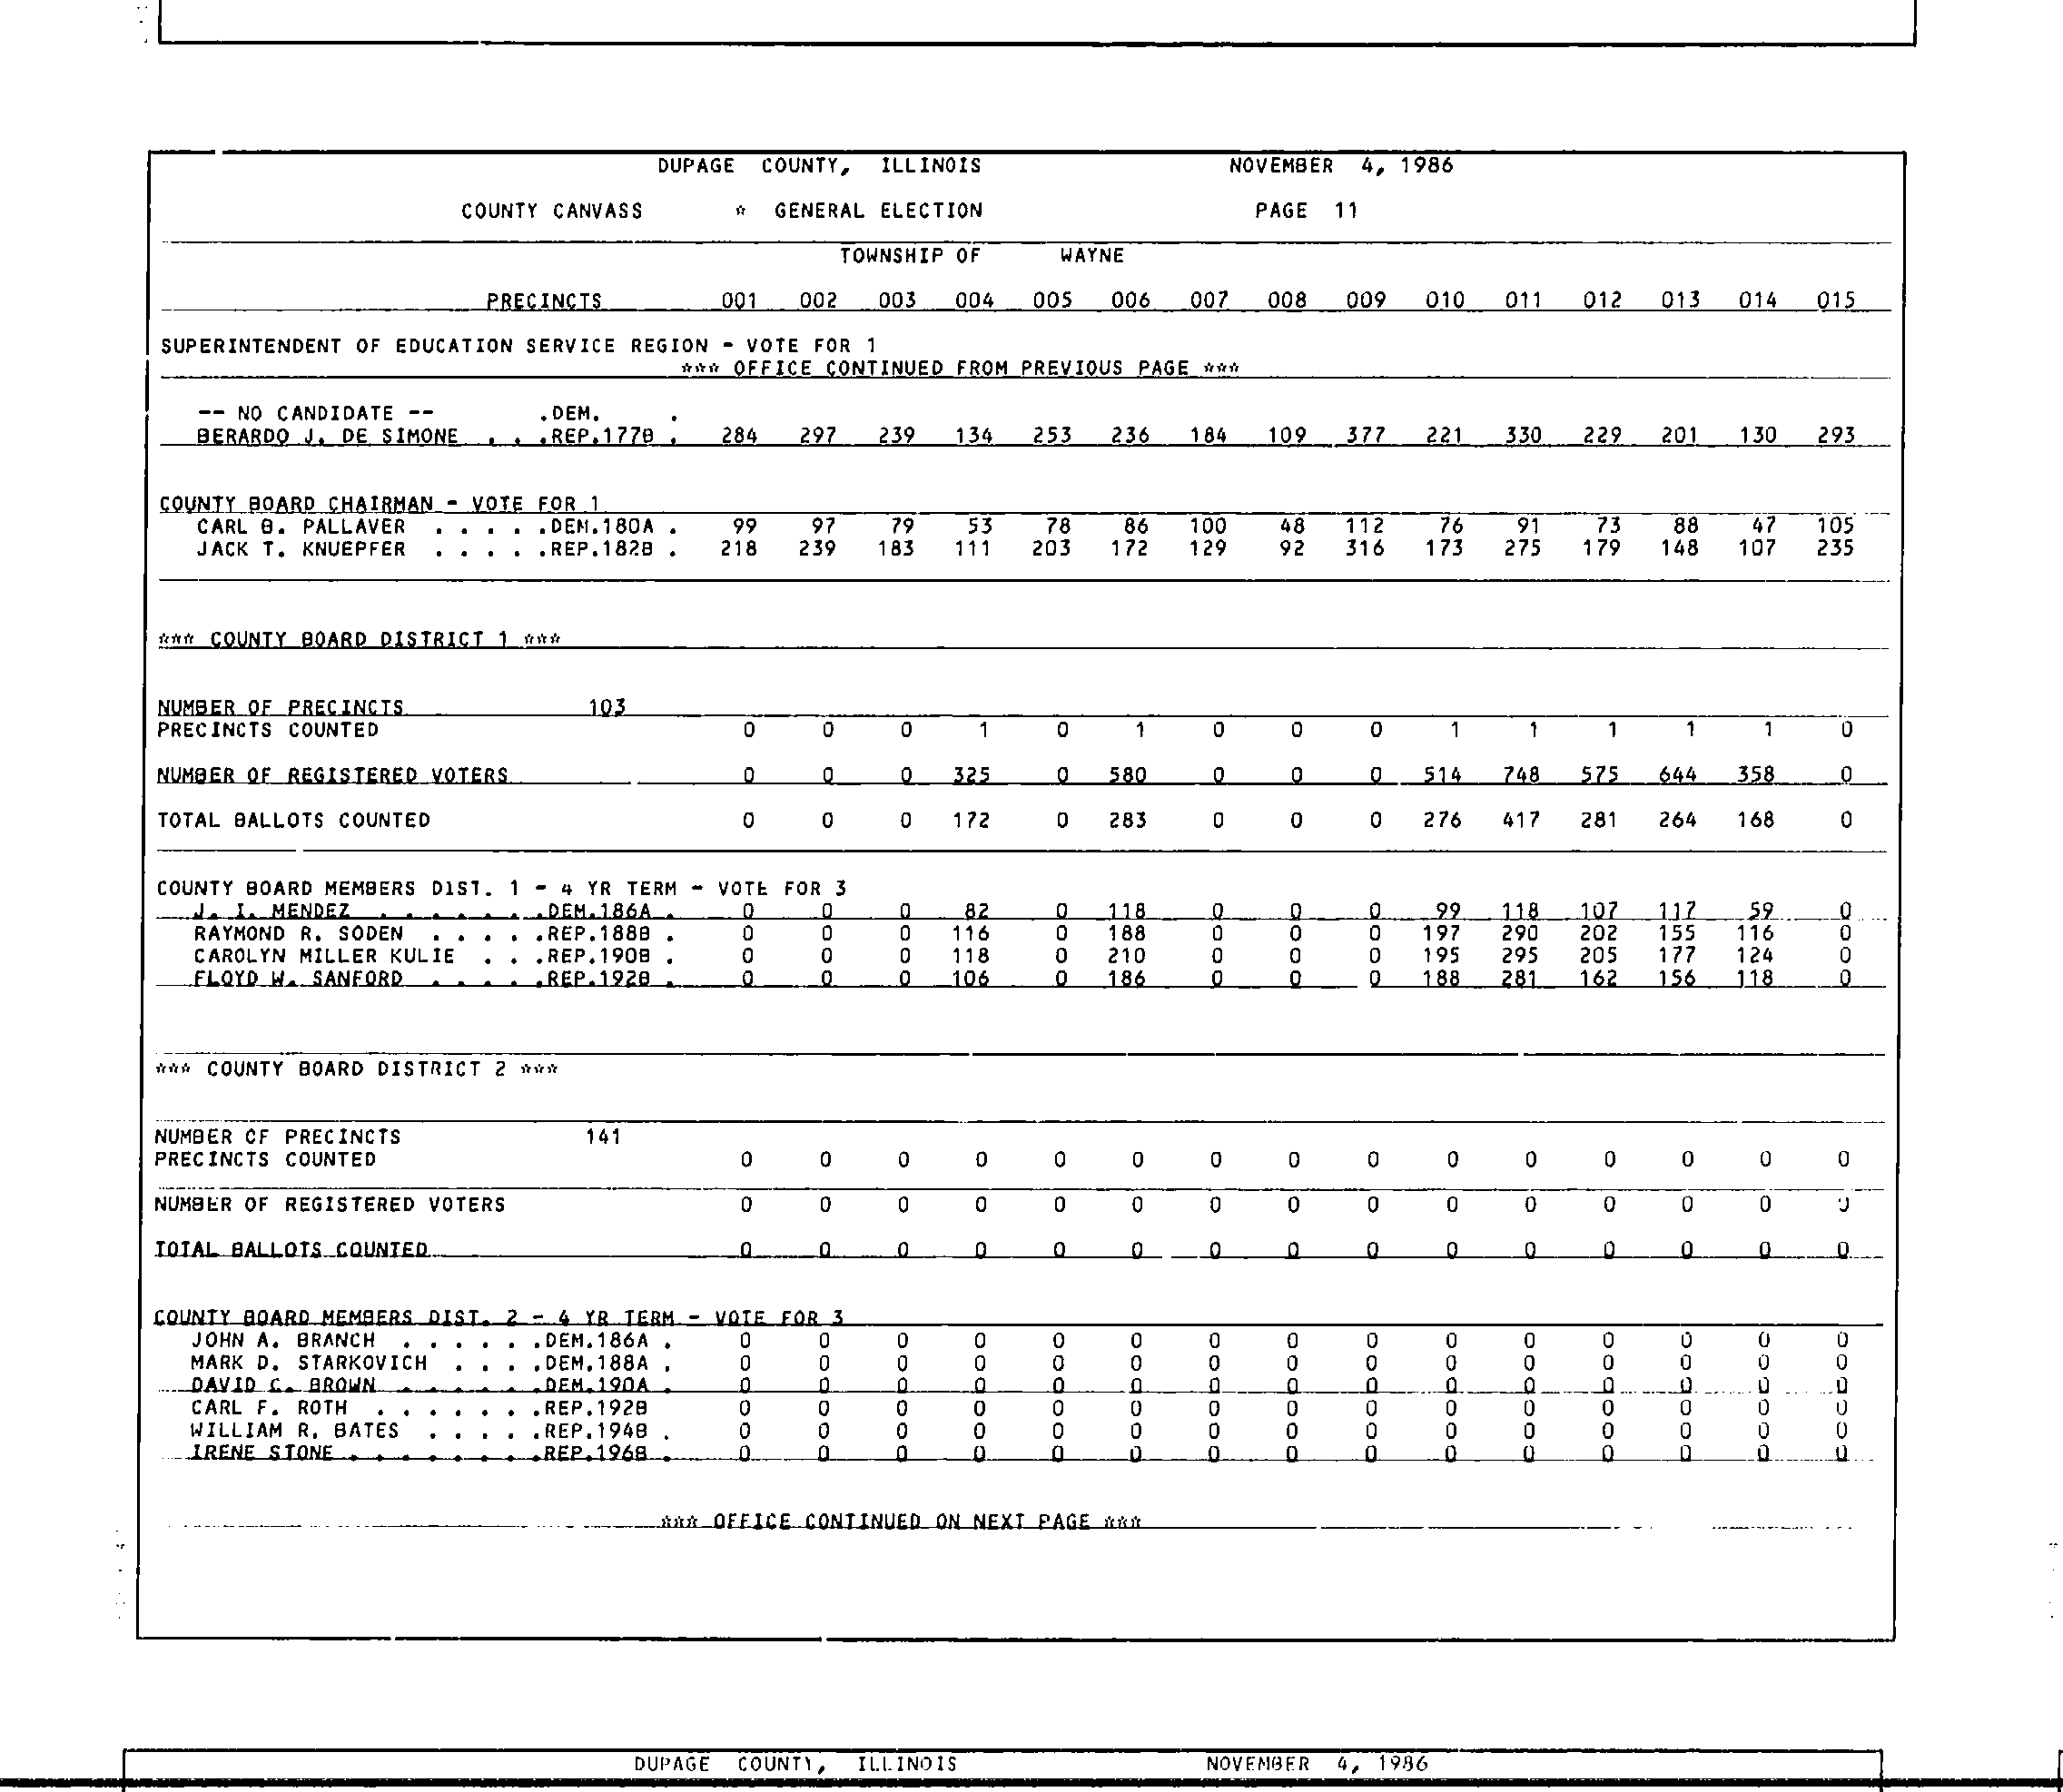 DUPAGE COUNTY, ILLINOIS NOVEMBER 4, 1986
COUNTY CANVASS * GENERAL ELECTION PAGE 11
TOWNSHIP OF WAYNE
PRECINCTS 001 002 003 004 005 006 007 008 009 010 011 012 013 014 015
SUPERINTENDENT OF EDUCATION SERVICE REGION - VOTE FOR 1
*** OFFICE CONTINUED FROM PREVIOUS PAGE ***
-- NO CANDIDATE -- .DEM. .
BERARDO J. DE SIMONE . . .REP.177B . 284 297 239 134 253 236 184 109 377 221 330 229 201 130 293
COUNTY BOARD CHAIRMAN - VOTE FOR 1
CARL B. PALLAVER . . . . .DEM.180A . 99 97 79 53 78 86 100 48 112 76 91 73 88 47 105
JACK T. KNUEPFER . . . . .REP.182B . 218 239 183 111 203 172 129 92 316 173 275 179 148 107 235
*** COUNTY BOARD DISTRICT 1 ***
NUMBER OF PRECINCTS 103
PRECINCTS COUNTED 0 0 0 1 0 1 0 0 0 1 1 1 1 1 0
NUMBER OF REGISTERED VOTERS 0 0 0 325 0 580 0 0 0 514 748 575 644 358 0
TOTAL BALLOTS COUNTED 0 0 0 172 0 283 0 0 0 276 417 281 264 168 0
COUNTY BOARD MEMBERS DIST. 1 - 4 YR TERM - VOTE FOR 3
J. I. MENDEZ . . . . . . .DEM.186A . 0 0 0 82 0 118 0 0 0 99 118 107 117 59 0
RAYMOND R. SODEN . . . . .REP.188B . 0 0 0 116 0 188 0 0 0 197 290 202 155 116 0
CAROLYN MILLER KULIE . . .REP.190B . 0 0 0 118 0 210 0 0 0 195 295 205 177 124 0
FLOYD W. SANFORD . . . . .REP.192B . 0 0 0 106 0 186 0 0 0 188 281 162 156 118 0
*** COUNTY BOARD DISTRICT 2 ***
NUMBER OF PRECINCTS 141
PRECINCTS COUNTED 0 0 0 0 0 0 0 0 0 0 0 0 0 0 0
NUMBER OF REGISTERED VOTERS 0 0 0 0 0 0 0 0 0 0 0 0 0 0 0
TOTAL BALLOTS COUNTED 0 0 0 0 0 0 0 0 0 0 0 0 0 0 0
COUNTY BOARD MEMBERS DIST. 2 - 4 YR TERM - VOTE FOR 3
JOHN A. BRANCH . . . . . .DEM.186A . 0 0 0 0 0 0 0 0 0 0 0 0 0 0 0
MARK D. STARKOVICH . . . .DEM.188A . 0 0 0 0 0 0 0 0 0 0 0 0 0 0 0
DAVID C. BROWN . . . . . .DEM.190A . 0 0 0 0 0 0 0 0 0 0 0 0 0 0 0
CARL F. ROTH . . . . . . .REP.192B 0 0 0 0 0 0 0 0 0 0 0 0 0 0 0
WILLIAM R. BATES . . . . .REP.194B . 0 0 0 0 0 0 0 0 0 0 0 0 0 0 0
IRENE STONE . . . . . . . .REP.196B . 0 0 0 0 0 0 0 0 0 0 0 0 0 0 0
*** OFFICE CONTINUED ON NEXT PAGE ***
DUPAGE COUNTY, ILLINOIS NOVEMBER 4, 1986